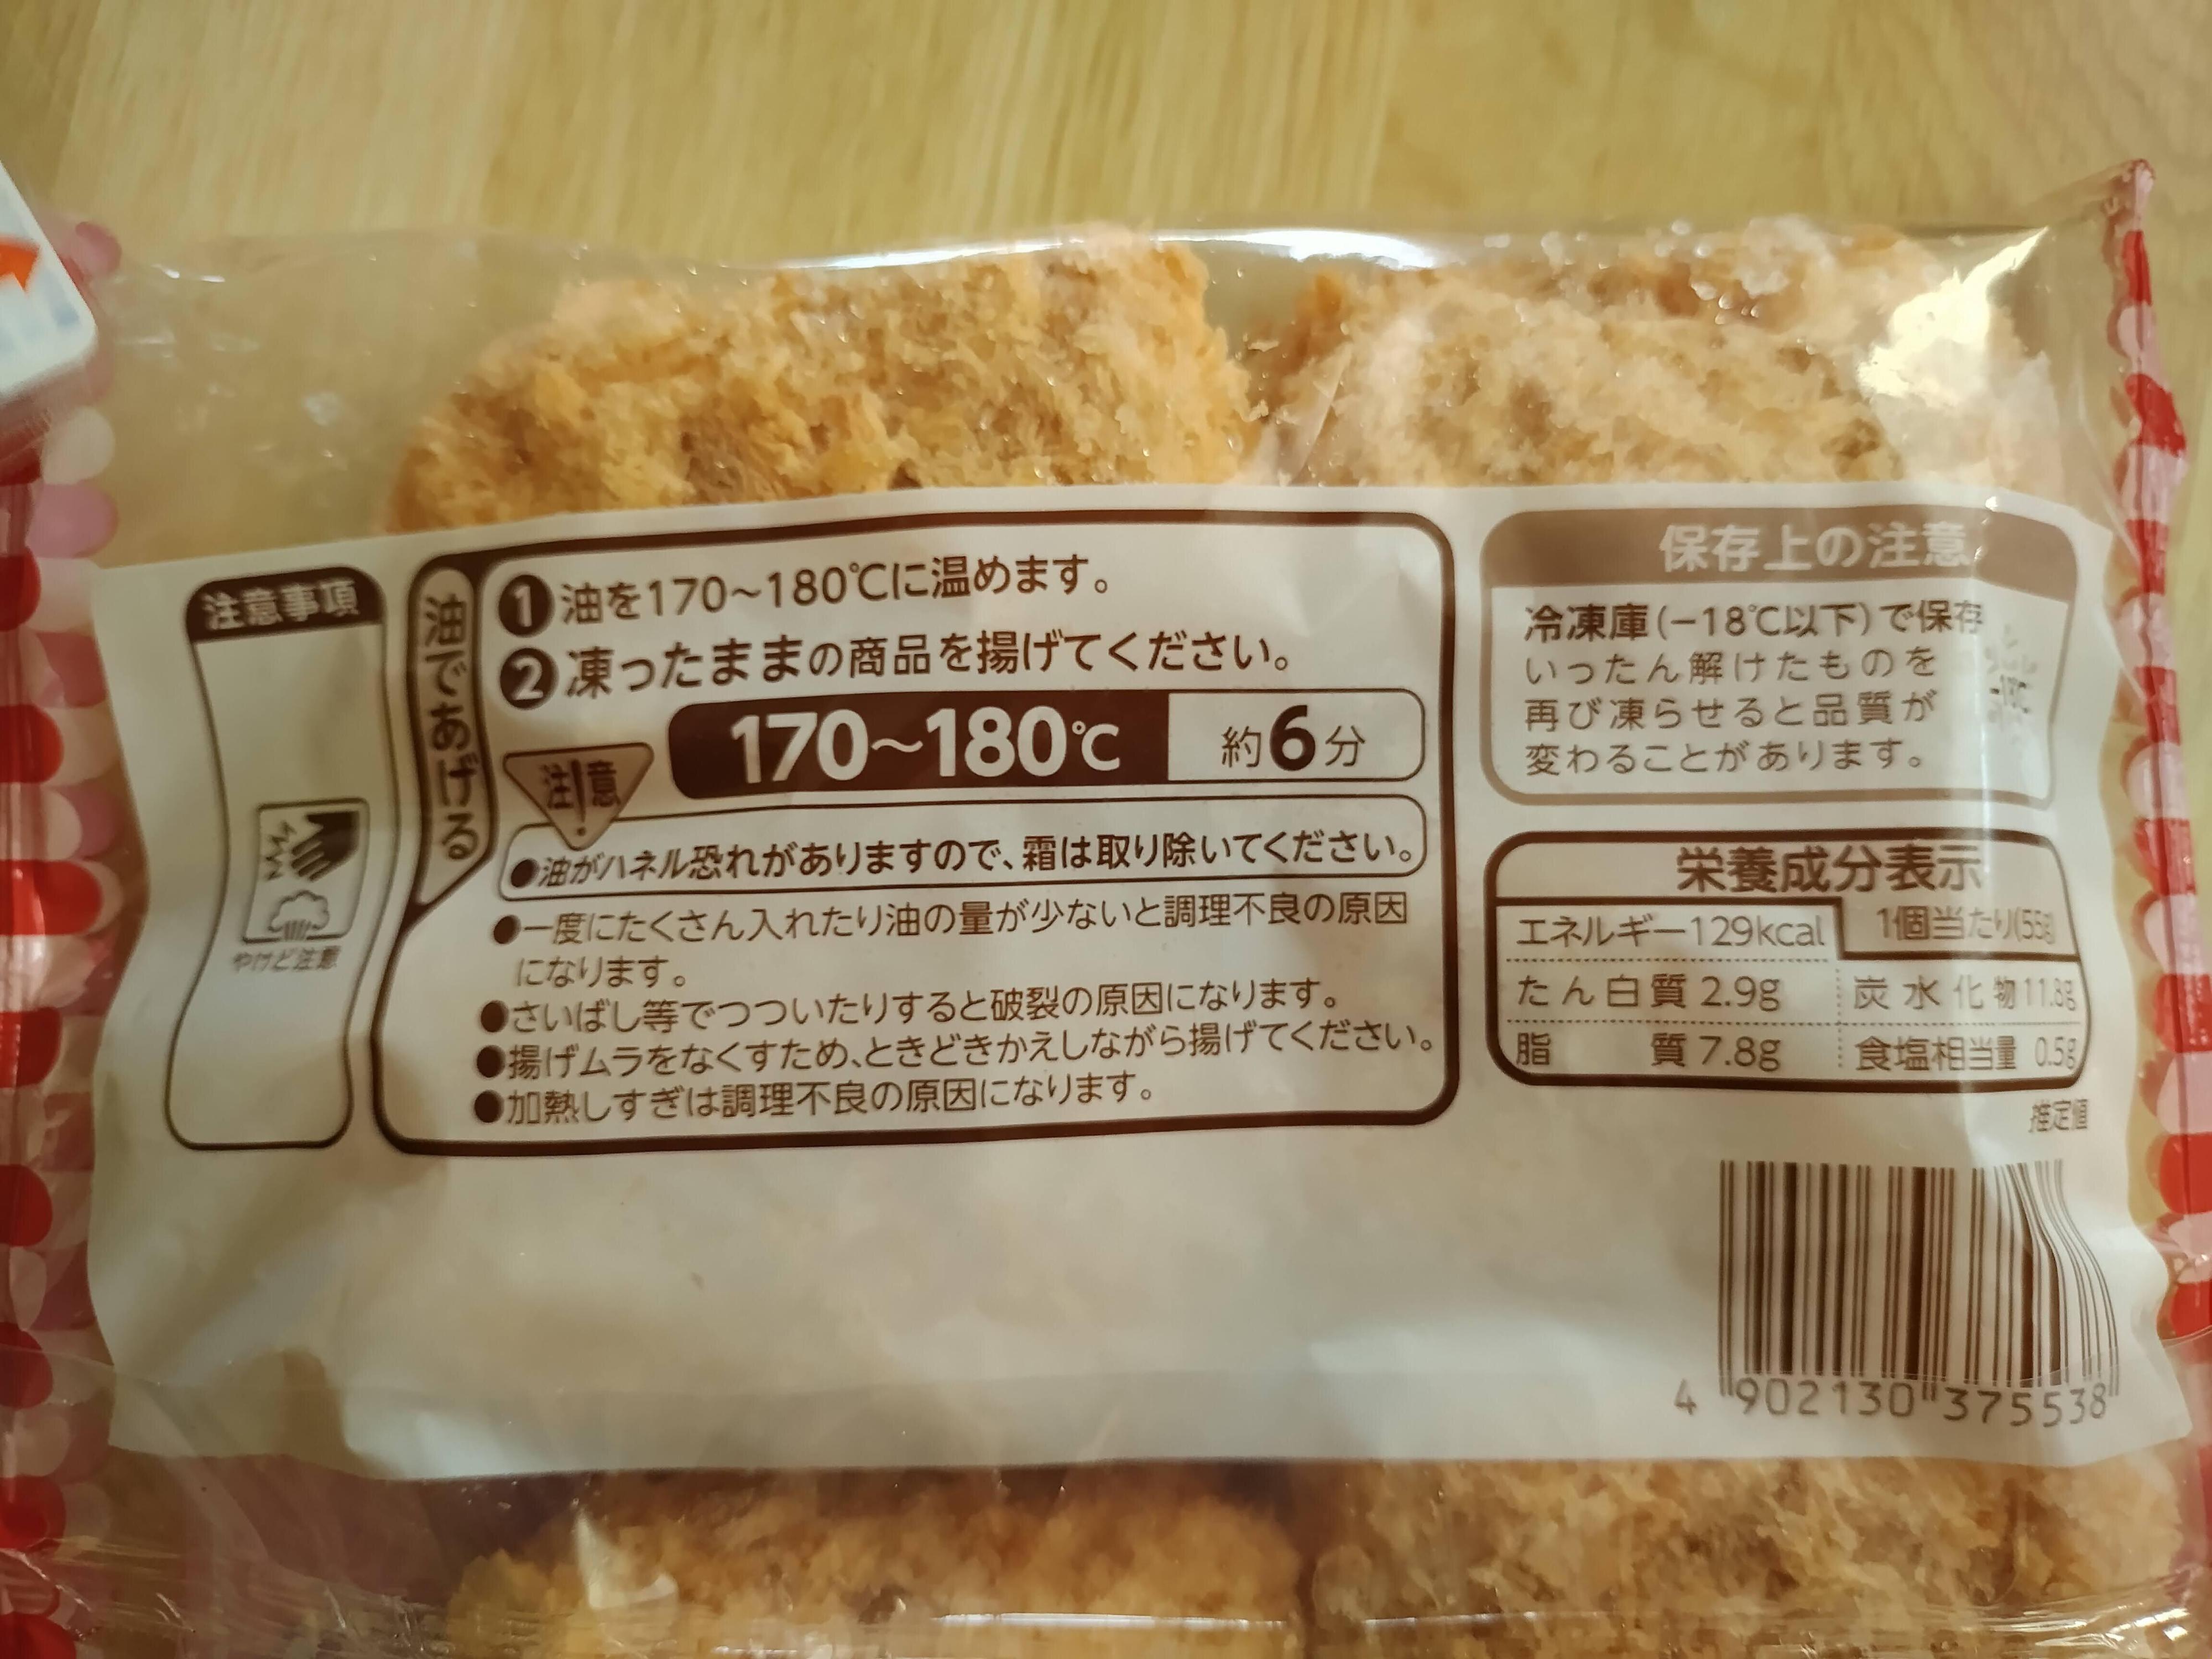 注意事項
やけど注意
油であげる
1 油を170～180℃に温めます。
2 凍ったままの商品を揚げてください。
170～180℃ 約6分
注意
●油がハネル恐れがありますので、霜は取り除いてください。
●一度にたくさん入れたり油の量が少ないと調理不良の原因
になります。
●さいばし等でつついたりすると破裂の原因になります。
●揚げムラをなくすため、ときどきかえしながら揚げてください。
●加熱しすぎは調理不良の原因になります。
保存上の注意
冷凍庫(－18℃以下)で保存
いったん解けたものを
再び凍らせると品質が
変わることがあります。
栄養成分表示
1個当たり(55g)
エネルギー129kcal
たん白質 2.9g 炭水化物 11.8g
脂質 7.8g 食塩相当量 0.5g
推定値
4 902130 375538